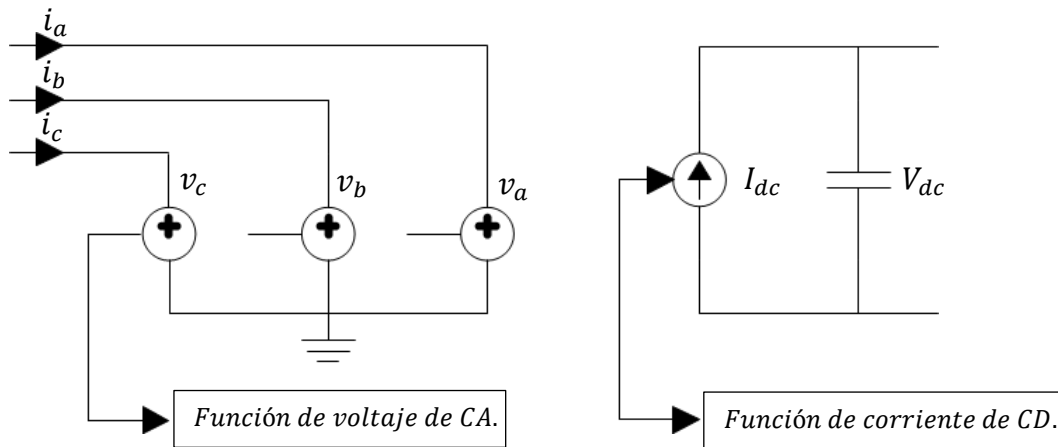 i_a
i_b
i_c
v_c
v_b
v_a
I_dc
V_dc
Función de voltaje de CA.
Función de corriente de CD.